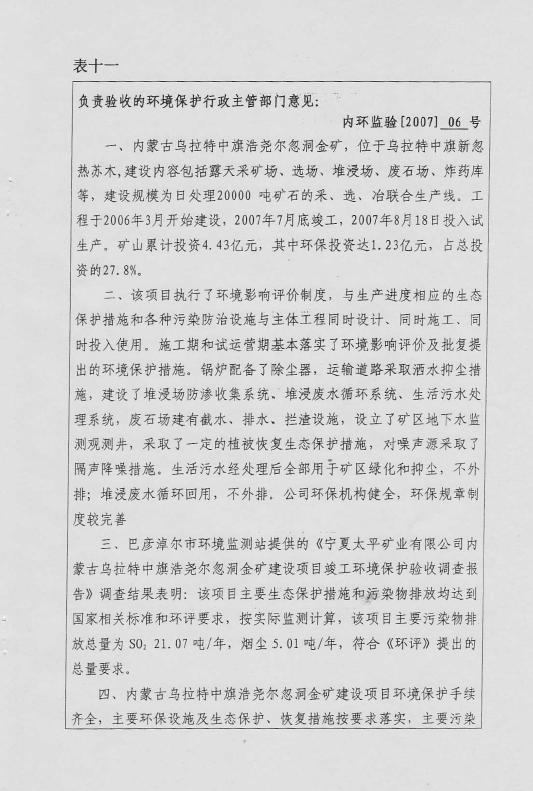 表十一
负责验收的环境保护行政主管部门意见：
内环监验[2007] 06 号
一、内蒙古乌拉特中旗浩尧尔忽洞金矿，位于乌拉特中旗新忽
热苏木,建设内容包括露天采矿场、选场、堆浸场、废石场、炸药库
等，建设规模为日处理20000 吨矿石的采、选、冶联合生产线。工
程于2006年3月开始建设，2007年7月底竣工，2007年8月18日投入试
生产。矿山累计投资4.43亿元，其中环保投资达1.23亿元，占总投
资的27.8%。
二、该项目执行了环境影响评价制度，与生产进度相应的生态
保护措施和各种污染防治设施与主体工程同时设计、同时施工、同
时投入使用。施工期和试运营期基本落实了环境影响评价及批复提
出的环境保护措施。锅炉配备了除尘器，运输道路采取洒水抑尘措
施，建设了堆浸场防渗收集系统、堆浸废水循环系统、生活污水处
理系统，废石场建有截水、排水、拦渣设施，设立了矿区地下水监
测观测井，采取了一定的植被恢复生态保护措施，对噪声源采取了
隔声降噪措施。生活污水经处理后全部用于矿区绿化和抑尘，不外
排；堆浸废水循环回用，不外排。公司环保机构健全，环保规章制
度较完善
三、巴彦淖尔市环境监测站提供的《宁夏太平矿业有限公司内
蒙古乌拉特中旗浩尧尔忽洞金矿建设项目竣工环境保护验收调查报
告》调查结果表明：该项目主要生态保护措施和污染物排放均达到
国家相关标准和环评要求，按实际监测计算，该项目主要污染物排
放总量为 SO₂ 21.07 吨/年，烟尘 5.01 吨/年，符合《环评》提出的
总量要求。
四、内蒙古乌拉特中旗浩尧尔忽洞金矿建设项目环境保护手续
齐全，主要环保设施及生态保护、恢复措施按要求落实，主要污染